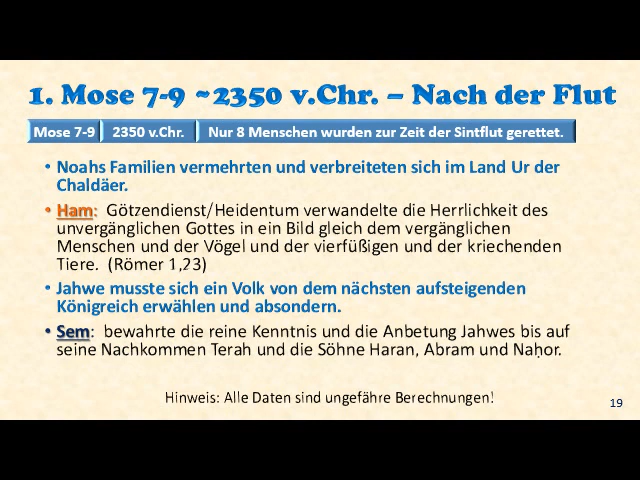 1. Mose 7-9 ~2350 v.Chr. – Nach der Flut
Mose 7-9 2350 v.Chr. Nur 8 Menschen wurden zur Zeit der Sintflut gerettet.
• Noahs Familien vermehrten und verbreiteten sich im Land Ur der
Chaldäer.
• Ham: Götzendienst/Heidentum verwandelte die Herrlichkeit des
unvergänglichen Gottes in ein Bild gleich dem vergänglichen
Menschen und der Vögel und der vierfüßigen und der kriechenden
Tiere. (Römer 1,23)
• Jahwe musste sich ein Volk von dem nächsten aufsteigenden
Königreich erwählen und absondern.
• Sem: bewahrte die reine Kenntnis und die Anbetung Jahwes bis auf
seine Nachkommen Terah und die Söhne Haran, Abram und Naḥor.
Hinweis: Alle Daten sind ungefähre Berechnungen!
19